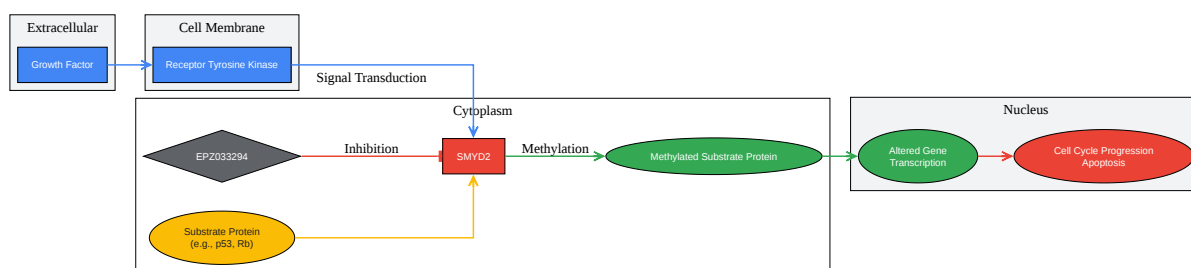 Extracellular
Cell Membrane
Growth Factor
Receptor Tyrosine Kinase
Signal Transduction
Cytoplasm
Nucleus
EPZ033294
Inhibition
SMYD2
Methylation
Methylated Substrate Protein
Altered Gene
Transcription
Cell Cycle Progression
Apoptosis
Substrate Protein
(e.g., p53, Rb)